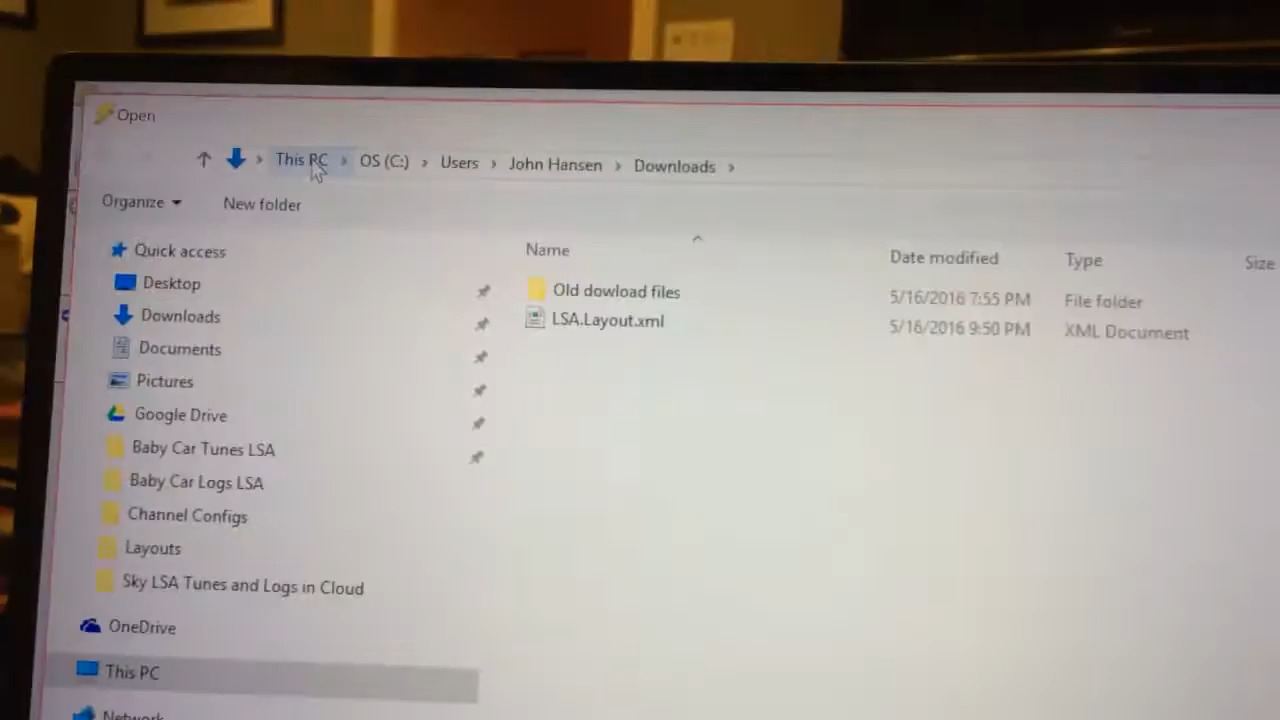 Open
This PC > OS (C:) > Users > John Hansen > Downloads >
Organize New folder
Name Date modified Type Size
Old dowload files 5/16/2016 7:55 PM File folder
LSA.Layout.xml 5/16/2016 9:50 PM XML Document
Quick access
Desktop
Downloads
Documents
Pictures
Google Drive
Baby Car Tunes LSA
Baby Car Logs LSA
Channel Configs
Layouts
Sky LSA Tunes and Logs in Cloud
OneDrive
This PC
Network